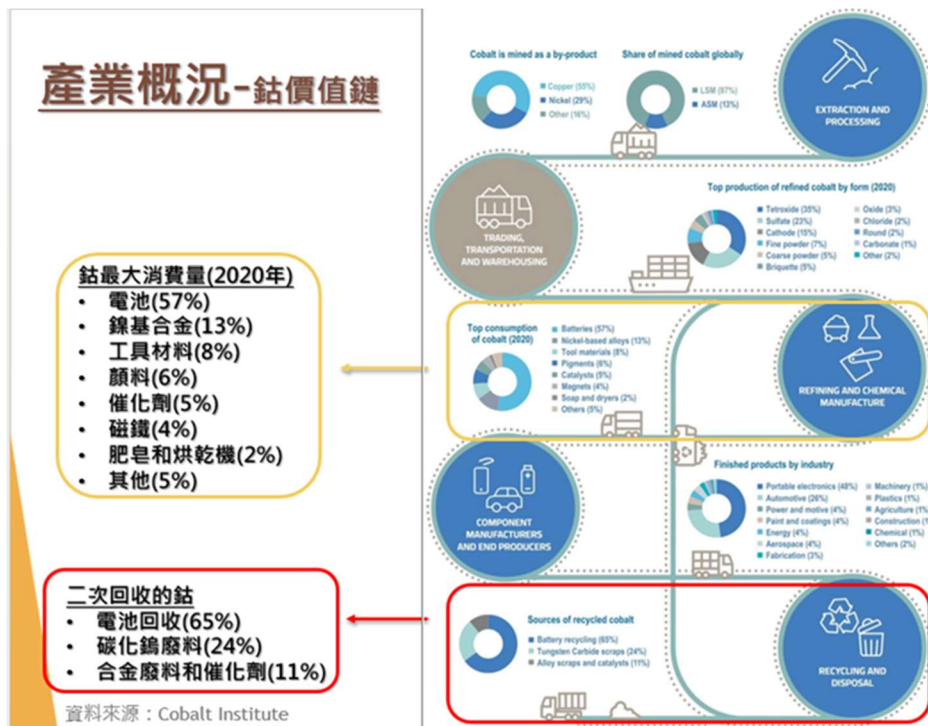 產業概況-鈷價值鏈
鈷最大消費量(2020年)
• 電池(57%)
• 鎳基合金(13%)
• 工具材料(8%)
• 顏料(6%)
• 催化劑(5%)
• 磁鐵(4%)
• 肥皂和烘乾機(2%)
• 其他(5%)
二次回收的鈷
• 電池回收(65%)
• 碳化鎢廢料(24%)
• 合金廢料和催化劑(11%)
資料來源：Cobalt Institute
Cobalt is mined as a by-product
Copper (55%)
Nickel (29%)
Other (16%)
Share of mined cobalt globally
LSM (87%)
ASM (13%)
EXTRACTION AND
PROCESSING
TRADING,
TRANSPORTATION
AND WAREHOUSING
Top production of refined cobalt by form (2020)
Tetroxide (35%)
Sulfate (23%)
Cathode (15%)
Fine powder (7%)
Coarse powder (5%)
Briquette (5%)
Oxide (3%)
Chloride (2%)
Round (2%)
Carbonate (1%)
Other (2%)
Top consumption
of cobalt (2020)
Batteries (57%)
Nickel-based alloys (13%)
Tool materials (8%)
Pigments (6%)
Catalysts (5%)
Magnets (4%)
Soap and dryers (2%)
Others (5%)
REFINING AND CHEMICAL
MANUFACTURE
COMPONENT
MANUFACTURERS
AND END PRODUCERS
Finished products by industry
Portable electronics (48%)
Automotive (26%)
Power and motive (4%)
Paint and coatings (4%)
Energy (4%)
Aerospace (4%)
Fabrication (3%)
Machinery (1%)
Plastics (1%)
Agriculture (1%
Construction (1
Chemical (1%)
Others (2%)
Sources of recycled cobalt
Battery recycling (65%)
Tungsten Carbide scraps (24%)
Alloy scraps and catalysts (11%)
RECYCLING AND
DISPOSAL